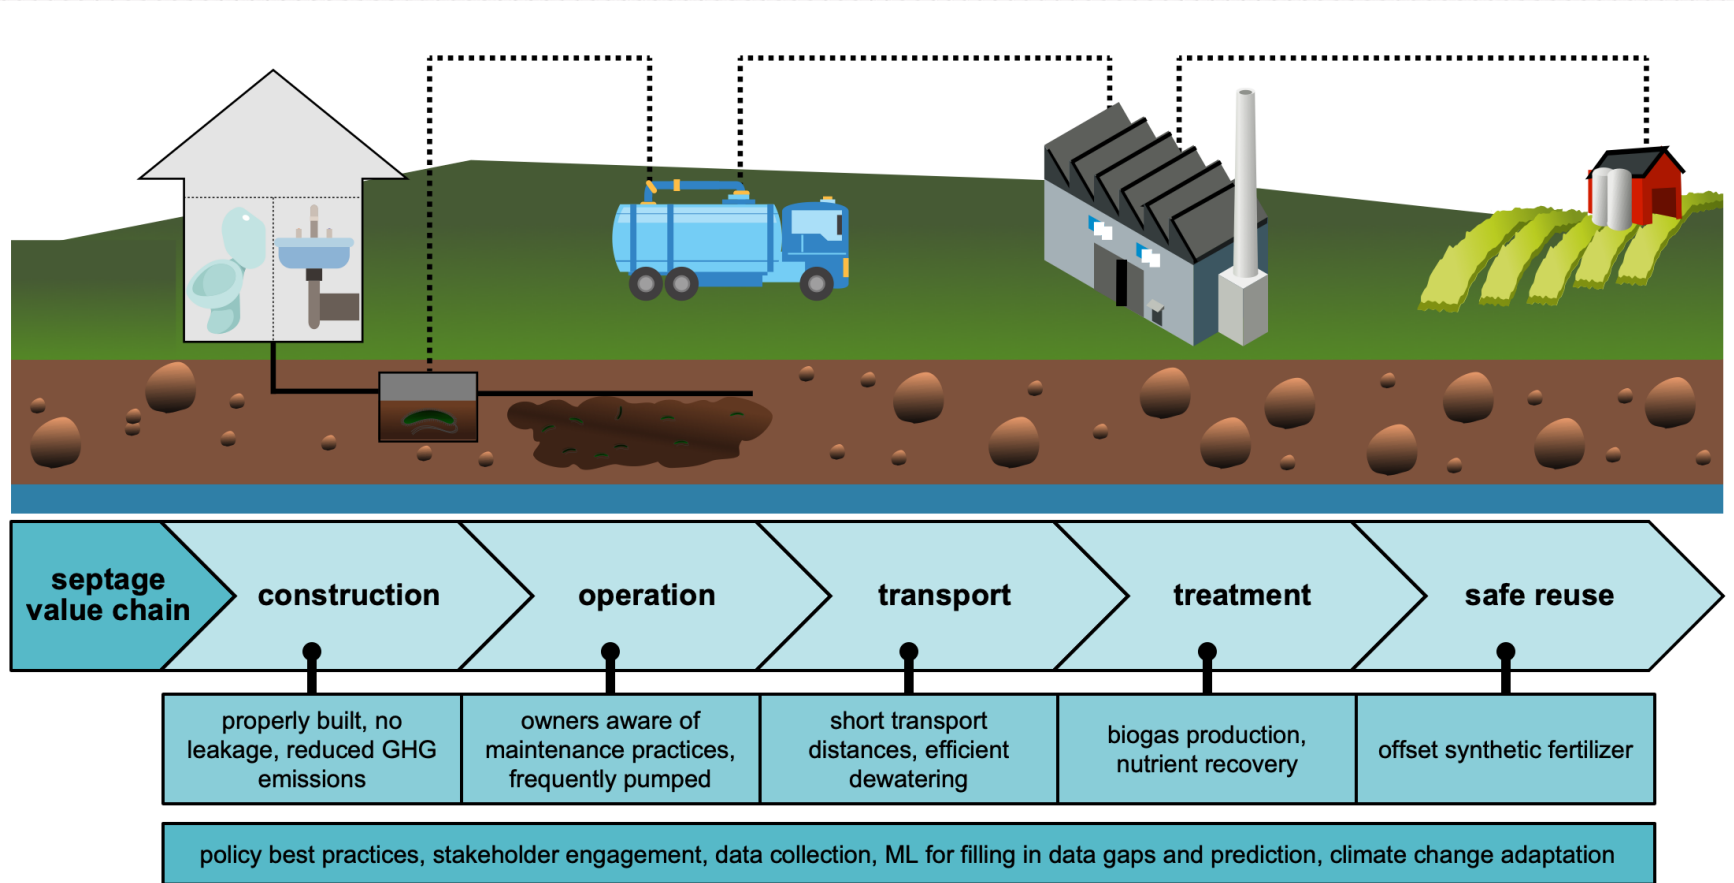 septage
value chain
construction
operation
transport
treatment
safe reuse
properly built, no
leakage, reduced GHG
emissions
owners aware of
maintenance practices,
frequently pumped
short transport
distances, efficient
dewatering
biogas production,
nutrient recovery
offset synthetic fertilizer
policy best practices, stakeholder engagement, data collection, ML for filling in data gaps and prediction, climate change adaptation